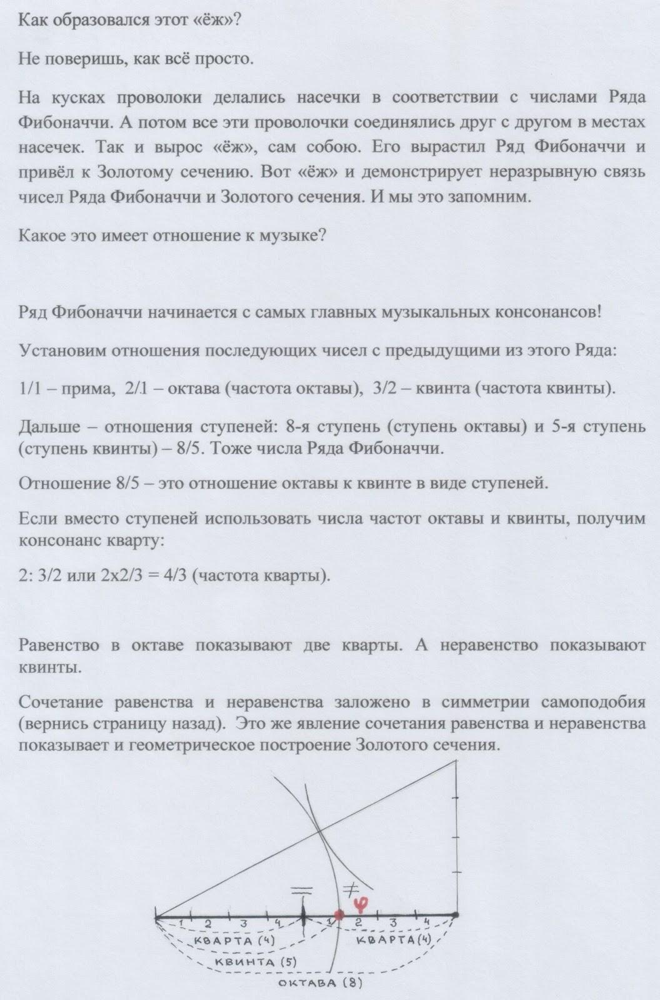 Как образовался этот «ёж»?
Не поверишь, как всё просто.
На кусках проволоки делались насечки в соответствии с числами Ряда
Фибоначчи. А потом все эти проволочки соединялись друг с другом в местах
насечек. Так и вырос «ёж», сам собою. Его вырастил Ряд Фибоначчи и
привёл к Золотому сечению. Вот «ёж» и демонстрирует неразрывную связь
чисел Ряда Фибоначчи и Золотого сечения. И мы это запомним.
Какое это имеет отношение к музыке?
Ряд Фибоначчи начинается с самых главных музыкальных консонансов!
Установим отношения последующих чисел с предыдущими из этого Ряда:
1/1 – прима, 2/1 – октава (частота октавы), 3/2 – квинта (частота квинты).
Дальше – отношения ступеней: 8-я ступень (ступень октавы) и 5-я ступень
(ступень квинты) – 8/5. Тоже числа Ряда Фибоначчи.
Отношение 8/5 – это отношение октавы к квинте в виде ступеней.
Если вместо ступеней использовать числа частот октавы и квинты, получим
консонанс кварту:
2: 3/2 или 2х2/3 = 4/3 (частота кварты).
Равенство в октаве показывают две кварты. А неравенство показывают
квинты.
Сочетание равенства и неравенства заложено в симметрии самоподобия
(вернись страницу назад). Это же явление сочетания равенства и неравенства
показывает и геометрическое построение Золотого сечения.
= ≠
φ
1 2 3 4 1 2 3 4
КВАРТА (4) КВАРТА (4)
КВИНТА (5)
ОКТАВА (8)